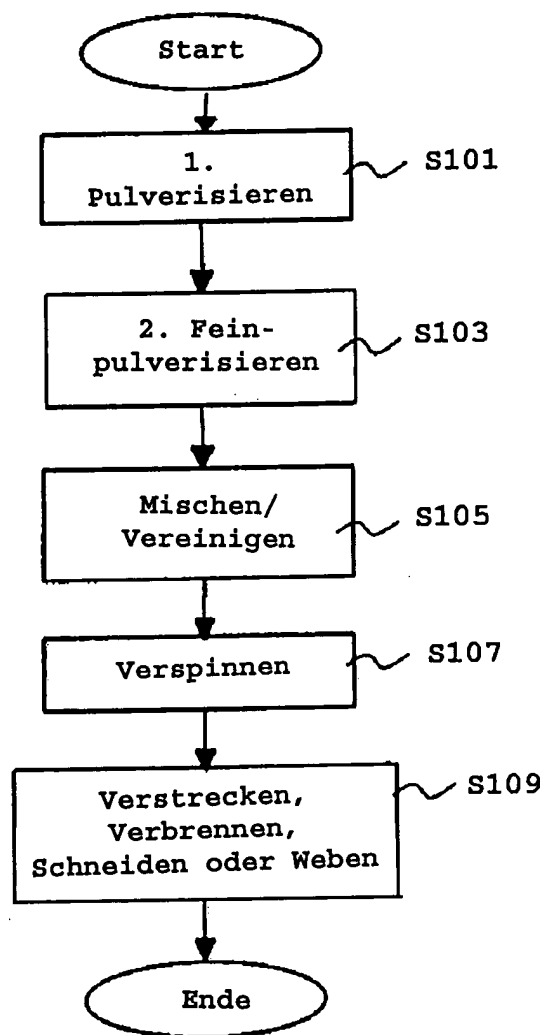 Start
1.
Pulverisieren
S101
2. Fein-
pulverisieren
S103
Mischen/
Vereinigen
S105
Verspinnen
S107
Verstrecken,
Verbrennen,
Schneiden oder Weben
S109
Ende